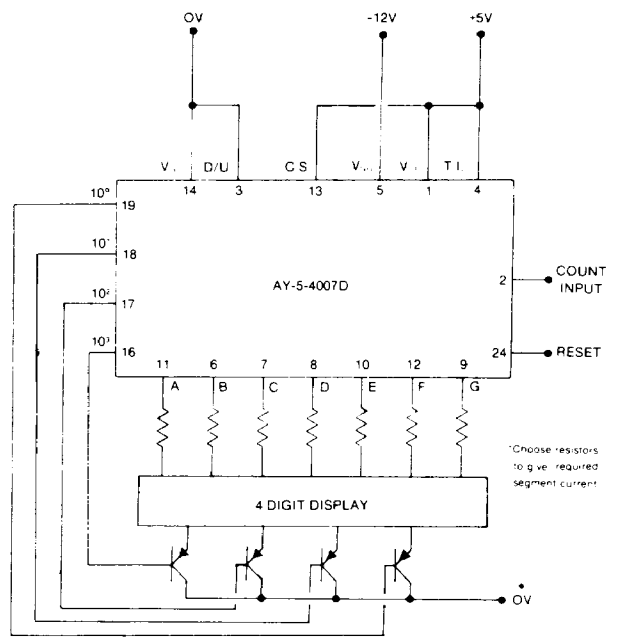 OV
-12V
+5V
D/U
CS
14
3
13
5
1
4
10⁰
19
10¹
18
10²
17
10³
16
AY-5-4007D
2
COUNT
INPUT
24
RESET
11
6
7
8
10
12
9
A
B
C
D
E
F
G
*Choose resistors
to give required
segment current
4 DIGIT DISPLAY
*
OV